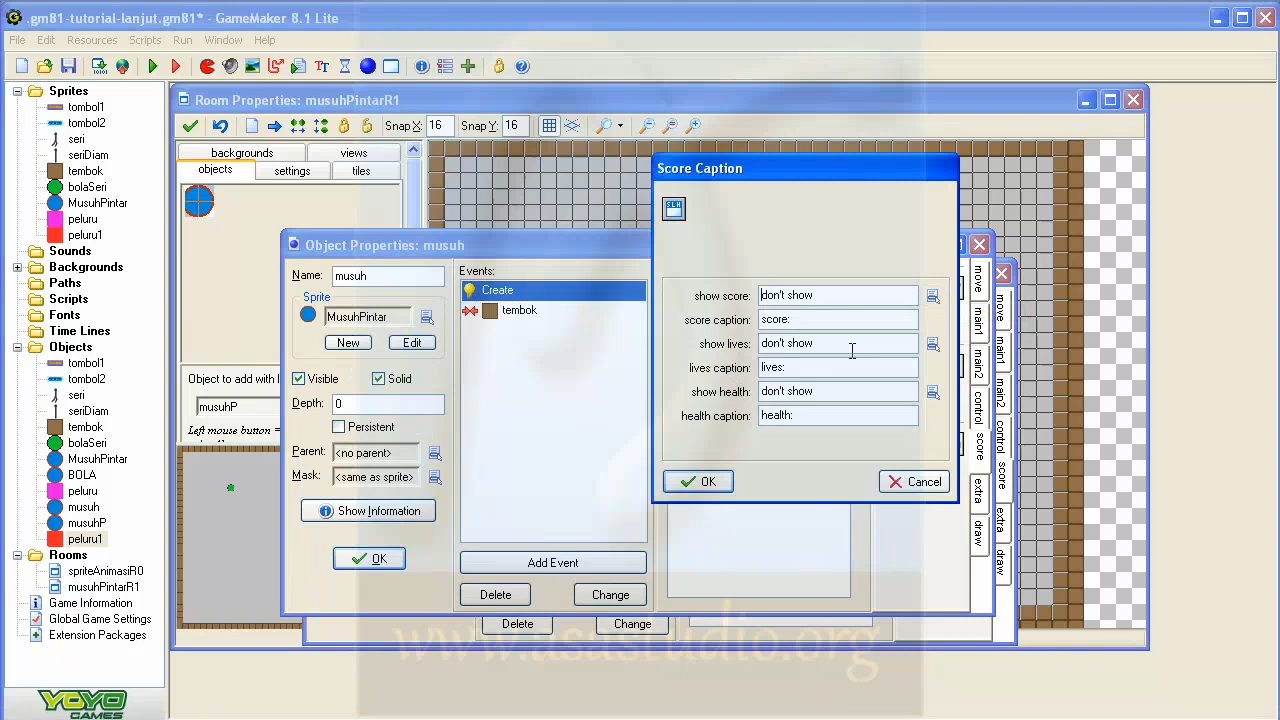 .gm81-tutorial-lanjut.gm81* - GameMaker 8.1 Lite
File Edit Resources Scripts Run Window Help
Sprites
tombol1
tombol2
seri
seriDiam
tembok
bolaSeri
MusuhPintar
peluru
peluru1
Sounds
Backgrounds
Paths
Scripts
Fonts
Time Lines
Objects
tombol1
tombol2
seri
seriDiam
tembok
bolaSeri
MusuhPintar
BOLA
peluru
musuh
musuhP
peluru1
Rooms
spriteAnimasiR0
musuhPintarR1
Game Information
Global Game Settings
Extension Packages
YOYO
GAMES
Room Properties: musuhPintarR1
Snap X: 16 Snap Y: 16
backgrounds views
objects settings tiles
Object to add with l
musuhP
Left mouse button =
Object Properties: musuh
Name: musuh
Sprite
MusuhPintar
New Edit
Visible Solid
Depth: 0
Persistent
Parent: <no parent>
Mask: <same as sprite>
Show Information
OK
Events:
Create
tembok
Add Event
Delete Change
Delete Change
Score Caption
show score: don't show
score caption: score:
show lives: don't show
lives caption: lives:
show health: don't show
health caption: health:
OK Cancel
move
main1
main2
control
score
extra
draw
move
main1
main2
control
score
extra
draw
www.asastudio.org